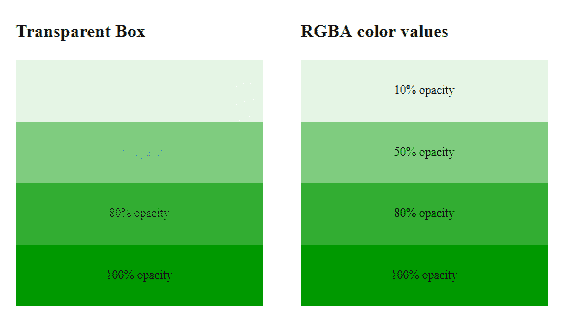 Transparent Box
80% opacity
100% opacity
RGBA color values
10% opacity
50% opacity
80% opacity
100% opacity